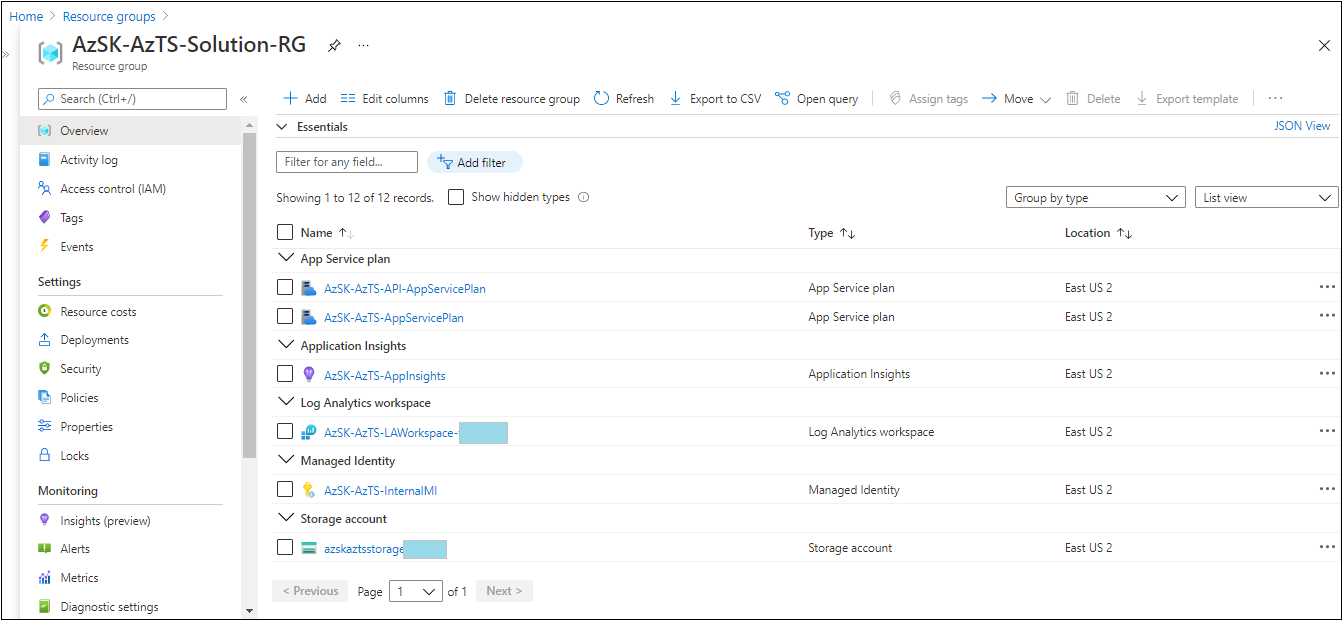 Home > Resource groups >
AzSK-AzTS-Solution-RG ...
Resource group
Search (Ctrl+/) «
Overview
Activity log
Access control (IAM)
Tags
Events
Settings
Resource costs
Deployments
Security
Policies
Properties
Locks
Monitoring
Insights (preview)
Alerts
Metrics
Diagnostic settings
Add Edit columns Delete resource group Refresh Export to CSV Open query Assign tags Move Delete Export template ...
Essentials JSON View
Filter for any field... Add filter
Showing 1 to 12 of 12 records. Show hidden types Group by type List view
Name ↑↓ Type ↑↓ Location ↑↓
App Service plan
AzSK-AzTS-API-AppServicePlan App Service plan East US 2 ...
AzSK-AzTS-AppServicePlan App Service plan East US 2 ...
Application Insights
AzSK-AzTS-AppInsights Application Insights East US 2 ...
Log Analytics workspace
AzSK-AzTS-LAWorkspace- Log Analytics workspace East US 2 ...
Managed Identity
AzSK-AzTS-InternalMI Managed Identity East US 2 ...
Storage account
azskaztsstorage Storage account East US 2 ...
< Previous Page 1 of 1 Next >